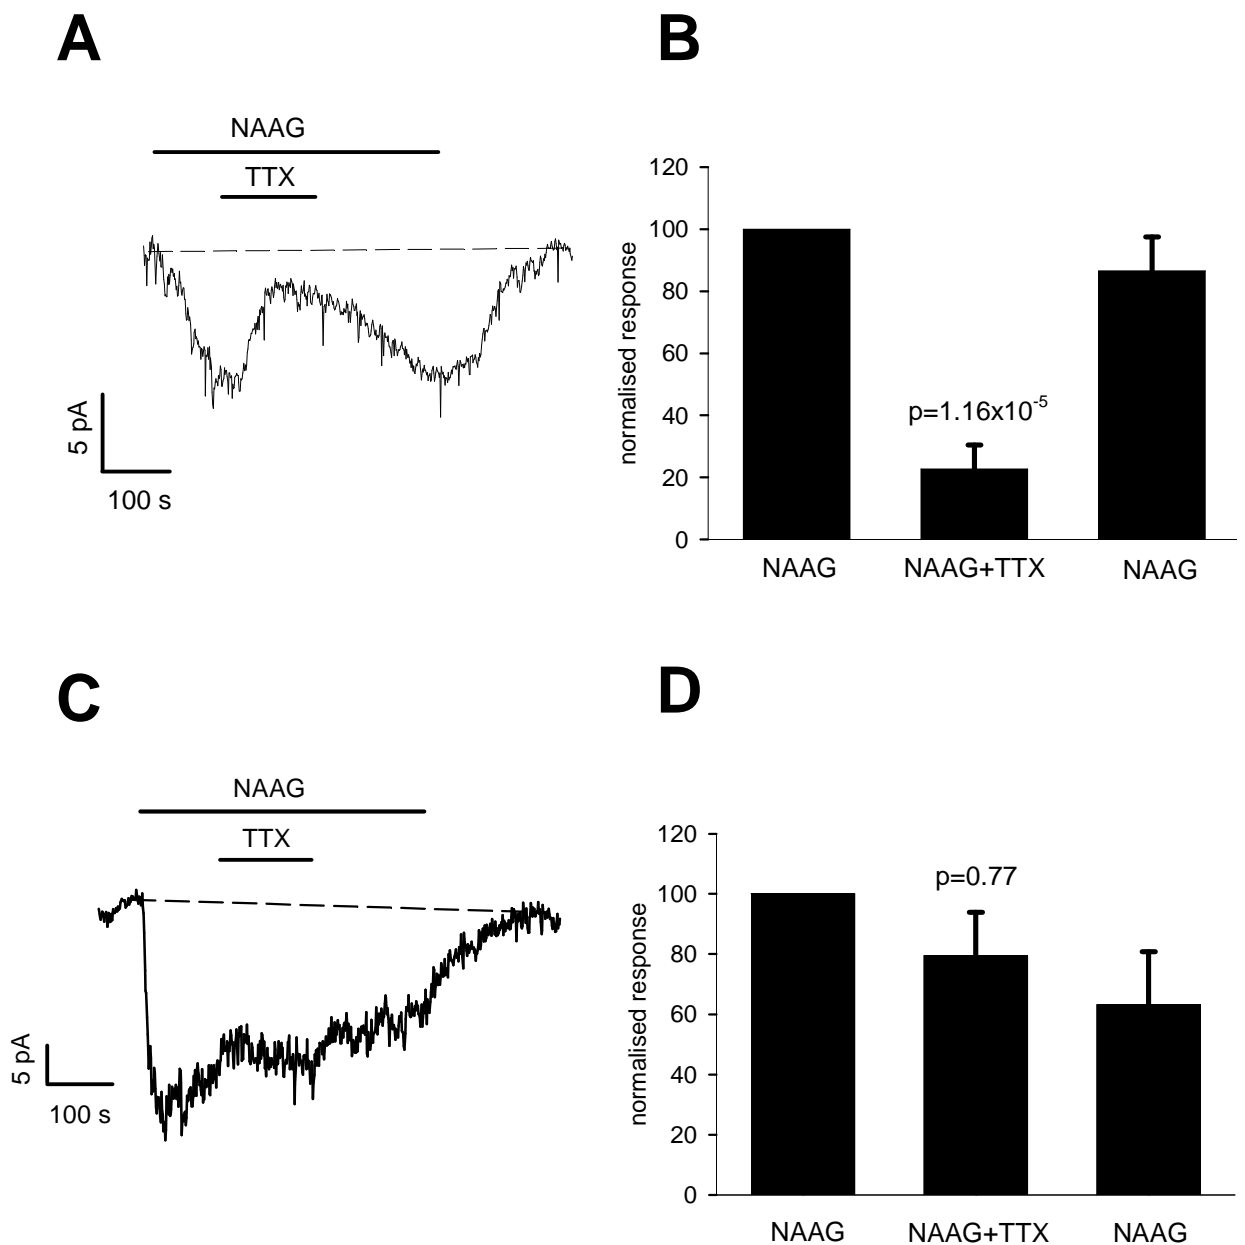 A
NAAG
TTX
5 pA
100 s
B
120
100
80
60
40
20
0
normalised response
p=1.16x10^-5
NAAG
NAAG+TTX
NAAG
C
NAAG
TTX
5 pA
100 s
D
120
100
80
60
40
20
0
normalised response
p=0.77
NAAG
NAAG+TTX
NAAG